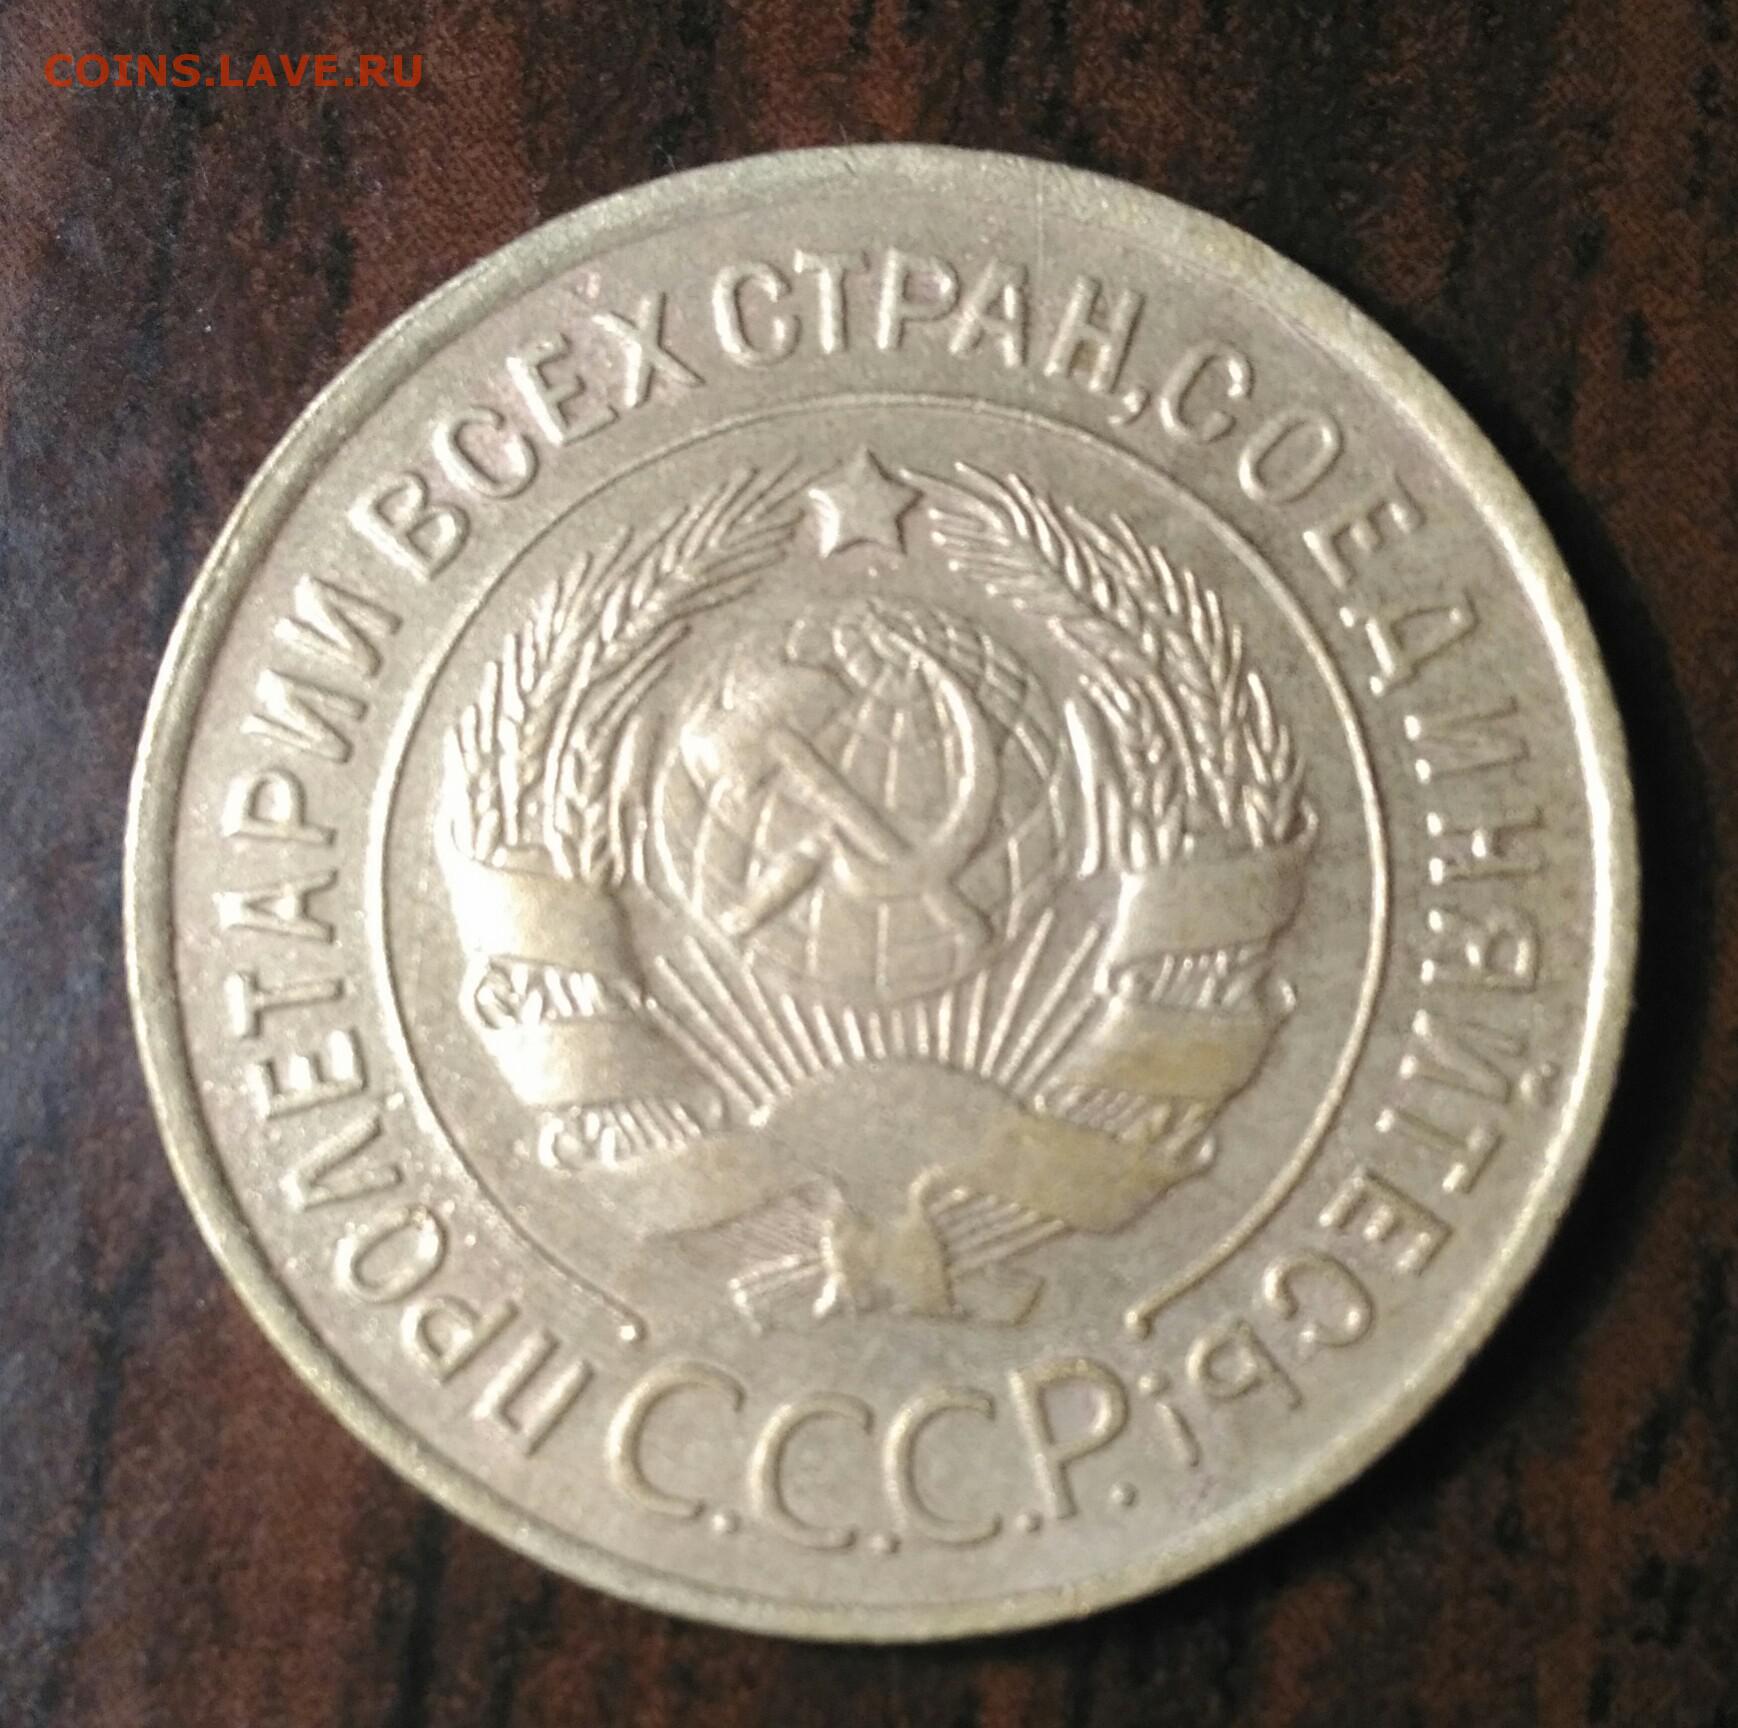 COINS.LAVE.RU
ПРОЛЕТАРИИ ВСЕХ СТРАН, СОЕДИНЯЙТЕСЬ!
С.С.С.Р.